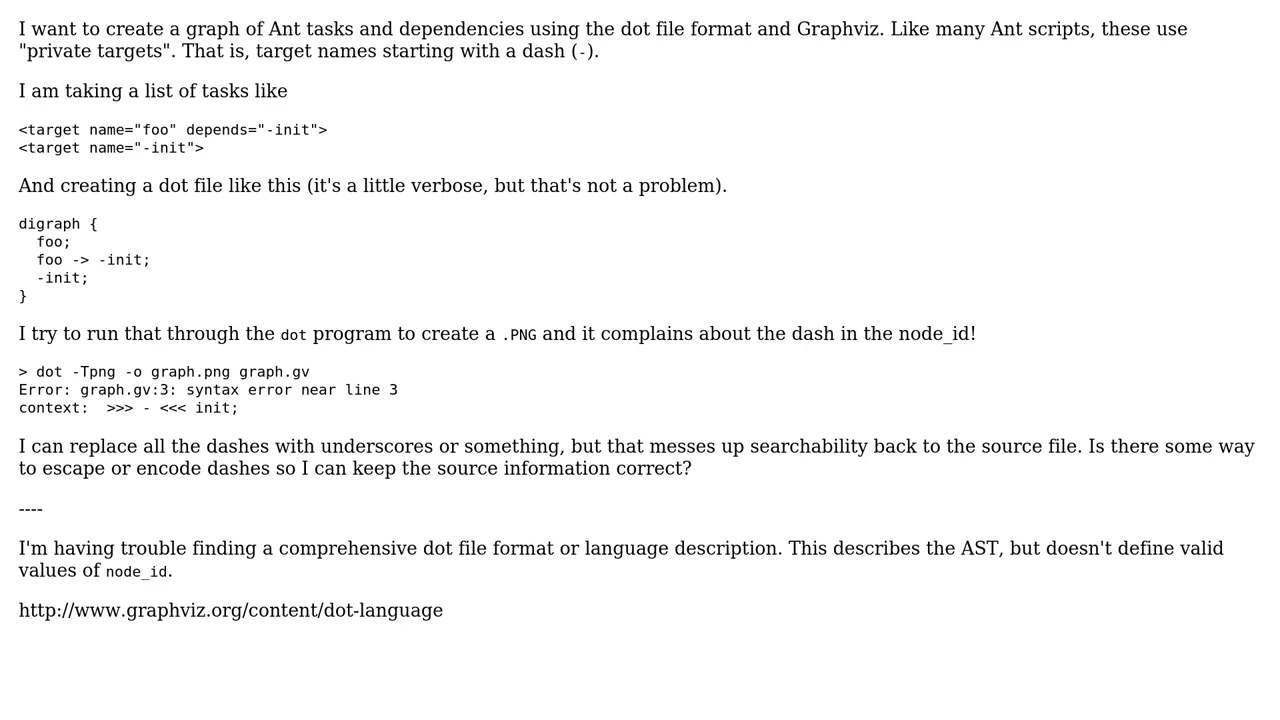 I want to create a graph of Ant tasks and dependencies using the dot file format and Graphviz. Like many Ant scripts, these use
"private targets". That is, target names starting with a dash (-).
I am taking a list of tasks like
<target name="foo" depends="-init">
<target name="-init">
And creating a dot file like this (it's a little verbose, but that's not a problem).
digraph {
  foo;
  foo -> -init;
  -init;
}
I try to run that through the dot program to create a .PNG and it complains about the dash in the node_id!
> dot -Tpng -o graph.png graph.gv
Error: graph.gv:3: syntax error near line 3
context:  >>> - <<< init;
I can replace all the dashes with underscores or something, but that messes up searchability back to the source file. Is there some way
to escape or encode dashes so I can keep the source information correct?
----
I'm having trouble finding a comprehensive dot file format or language description. This describes the AST, but doesn't define valid
values of node_id.
http://www.graphviz.org/content/dot-language